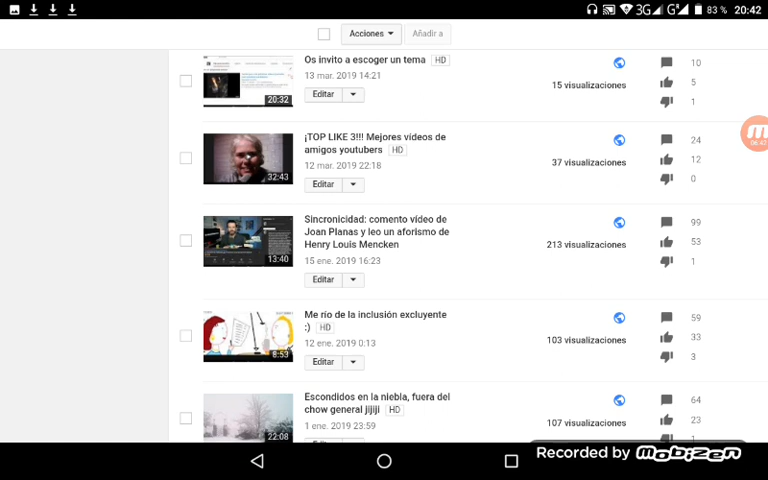 3G G 83 % 20:42
Acciones Añadir a
Os invito a escoger un tema HD
13 mar. 2019 14:21
Editar
20:32
15 visualizaciones
10
5
1
¡TOP LIKE 3!!! Mejores vídeos de
amigos youtubers HD
12 mar. 2019 22:18
Editar
32:43
37 visualizaciones
24
12
0
06:42
Sincronicidad: comento vídeo de
Joan Planas y leo un aforismo de
Henry Louis Mencken
15 ene. 2019 16:23
Editar
13:40
213 visualizaciones
99
53
1
Me río de la inclusión excluyente
:) HD
12 ene. 2019 0:13
Editar
8:53
103 visualizaciones
59
33
3
Escondidos en la niebla, fuera del
chow general jijiji HD
1 ene. 2019 23:59
22:08
107 visualizaciones
64
23
1
Recorded by Mobizen